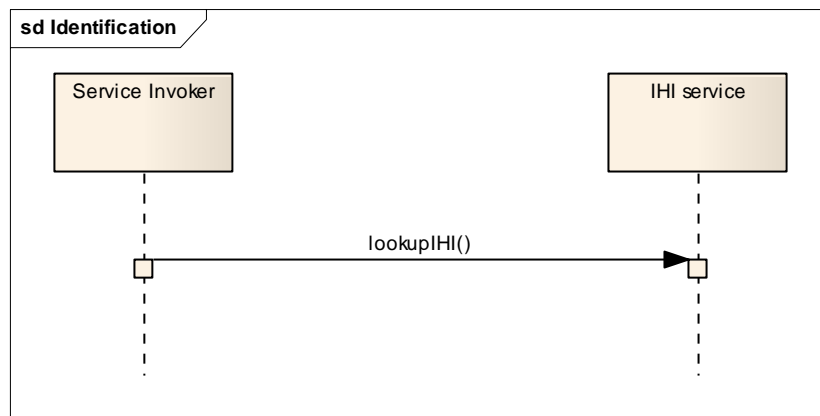 sd Identification
Service Invoker
IHI service
lookupIHI()